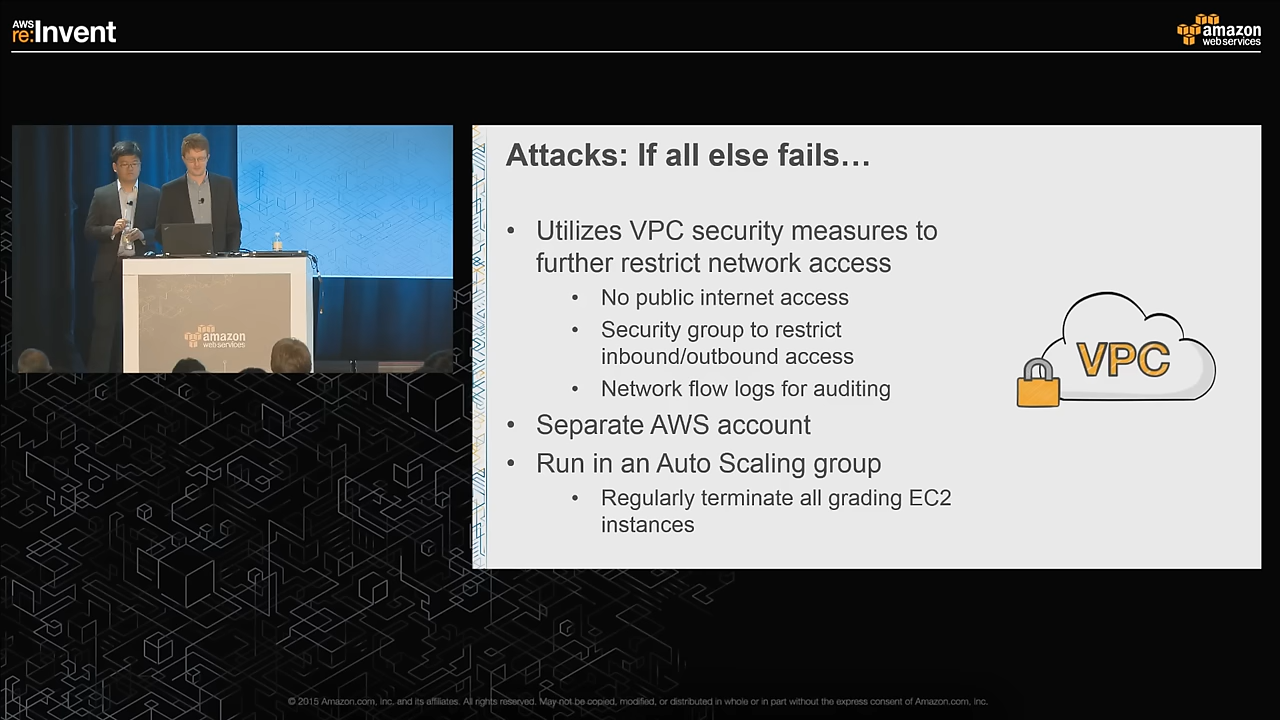 AWS
re:Invent
amazon
web services
Attacks: If all else fails…
• Utilizes VPC security measures to
further restrict network access
• No public internet access
• Security group to restrict
inbound/outbound access
• Network flow logs for auditing
• Separate AWS account
• Run in an Auto Scaling group
• Regularly terminate all grading EC2
instances
VPC
amazon
web services
© 2015 Amazon.com, Inc. and its affiliates. All rights reserved. May not be copied, modified, or distributed in whole or in part without the express consent of Amazon.com, Inc.